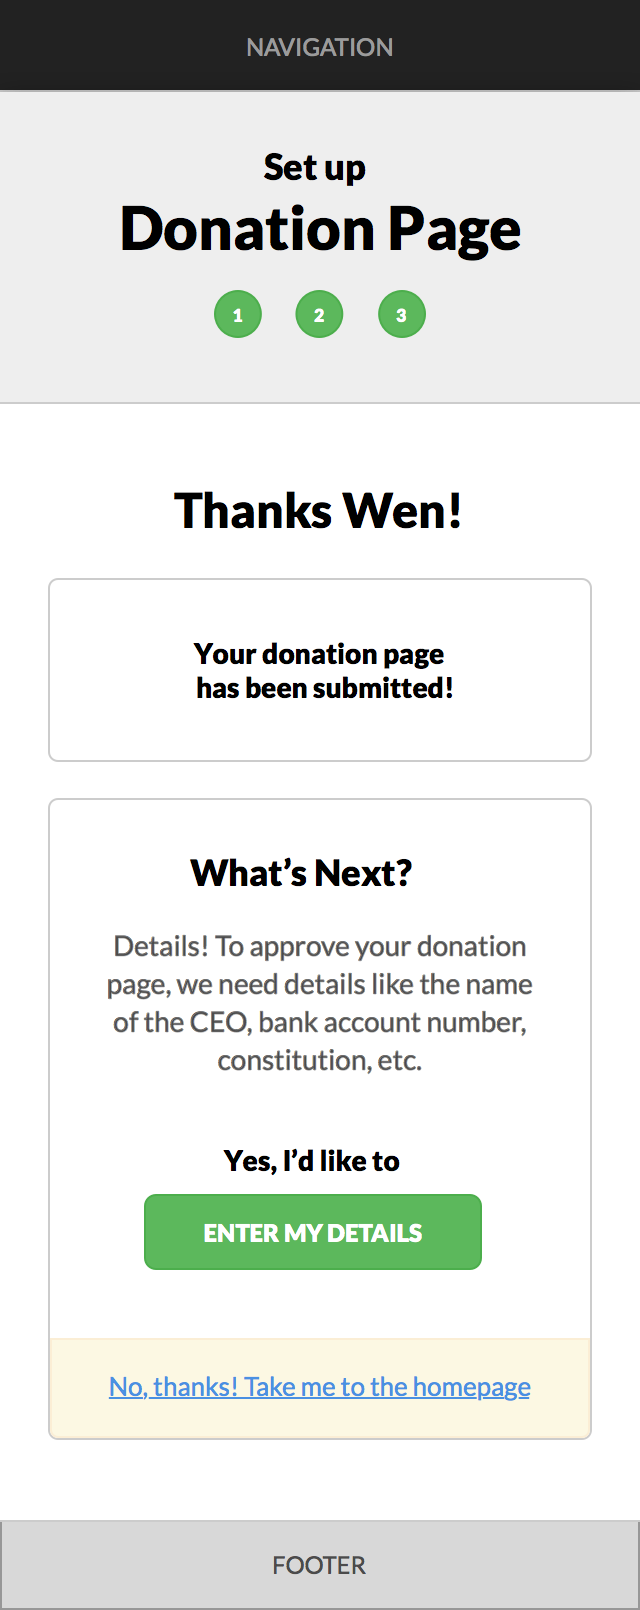 NAVIGATION
Set up
Donation Page
1 2 3
Thanks Wen!
Your donation page
has been submitted!
What’s Next?
Details! To approve your donation
page, we need details like the name
of the CEO, bank account number,
constitution, etc.
Yes, I’d like to
ENTER MY DETAILS
No, thanks! Take me to the homepage
FOOTER